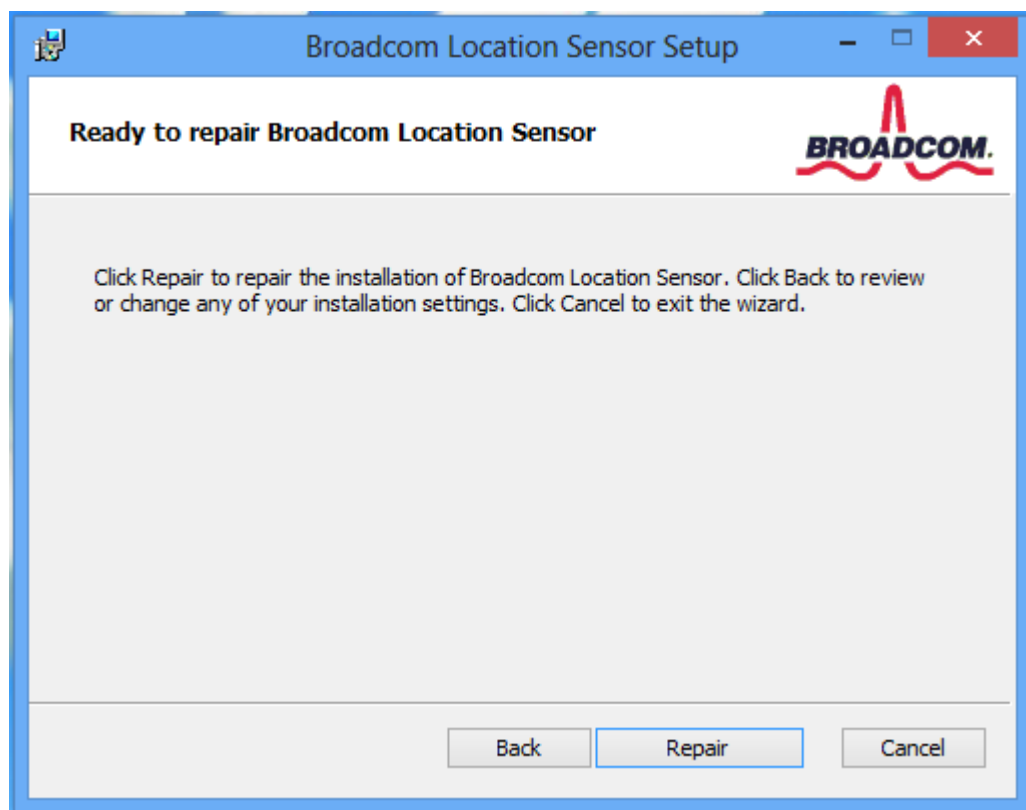 Broadcom Location Sensor Setup
Ready to repair Broadcom Location Sensor
BROADCOM.
Click Repair to repair the installation of Broadcom Location Sensor. Click Back to review
or change any of your installation settings. Click Cancel to exit the wizard.
Back Repair Cancel